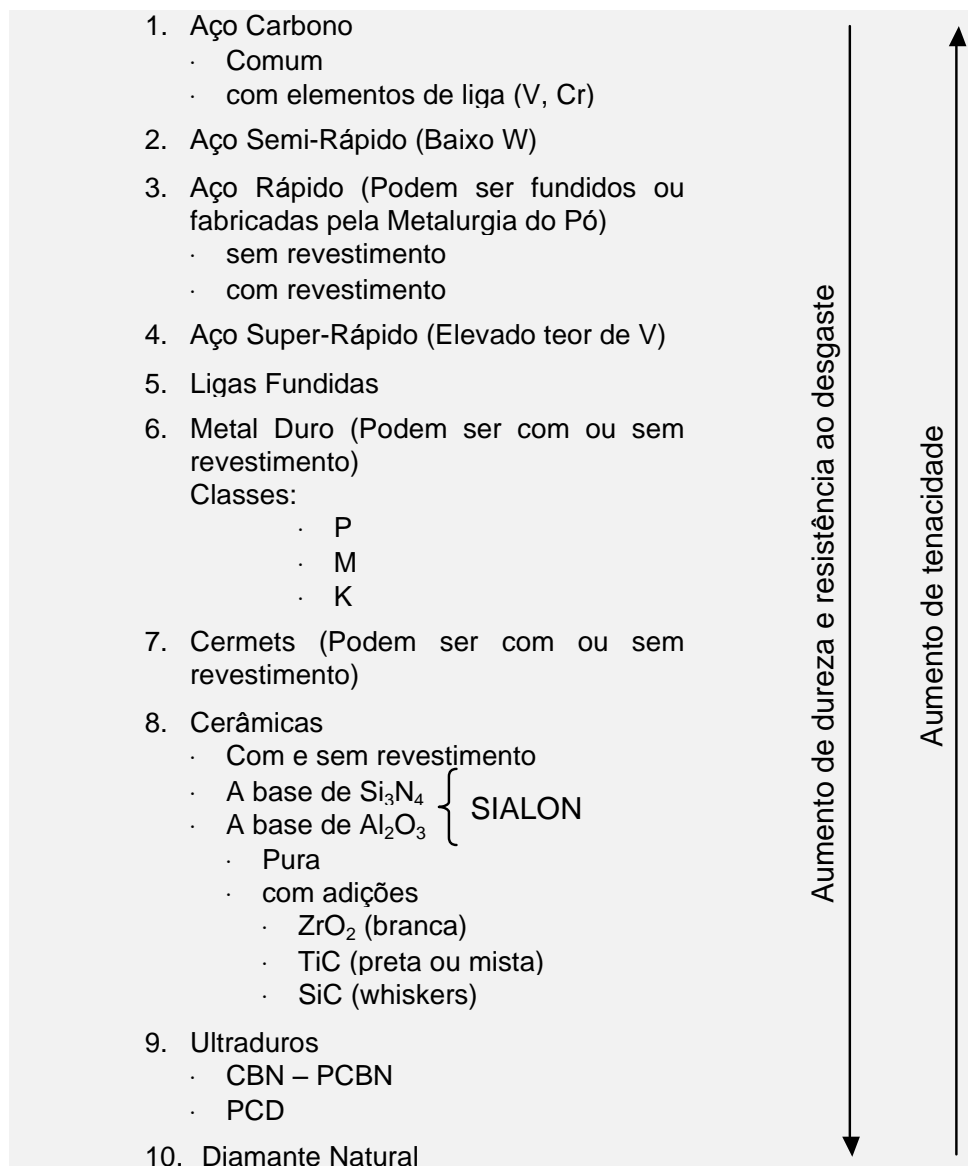 1. Aço Carbono
· Comum
· com elementos de liga (V, Cr)
2. Aço Semi-Rápido (Baixo W)
3. Aço Rápido (Podem ser fundidos ou
fabricadas pela Metalurgia do Pó)
· sem revestimento
· com revestimento
4. Aço Super-Rápido (Elevado teor de V)
5. Ligas Fundidas
6. Metal Duro (Podem ser com ou sem
revestimento)
Classes:
· P
· M
· K
7. Cermets (Podem ser com ou sem
revestimento)
8. Cerâmicas
· Com e sem revestimento
· A base de Si₃N₄
· A base de Al₂O₃
SIALON
· Pura
· com adições
· ZrO₂ (branca)
· TiC (preta ou mista)
· SiC (whiskers)
9. Ultraduros
· CBN – PCBN
· PCD
10. Diamante Natural
Aumento de dureza e resistência ao desgaste
Aumento de tenacidade